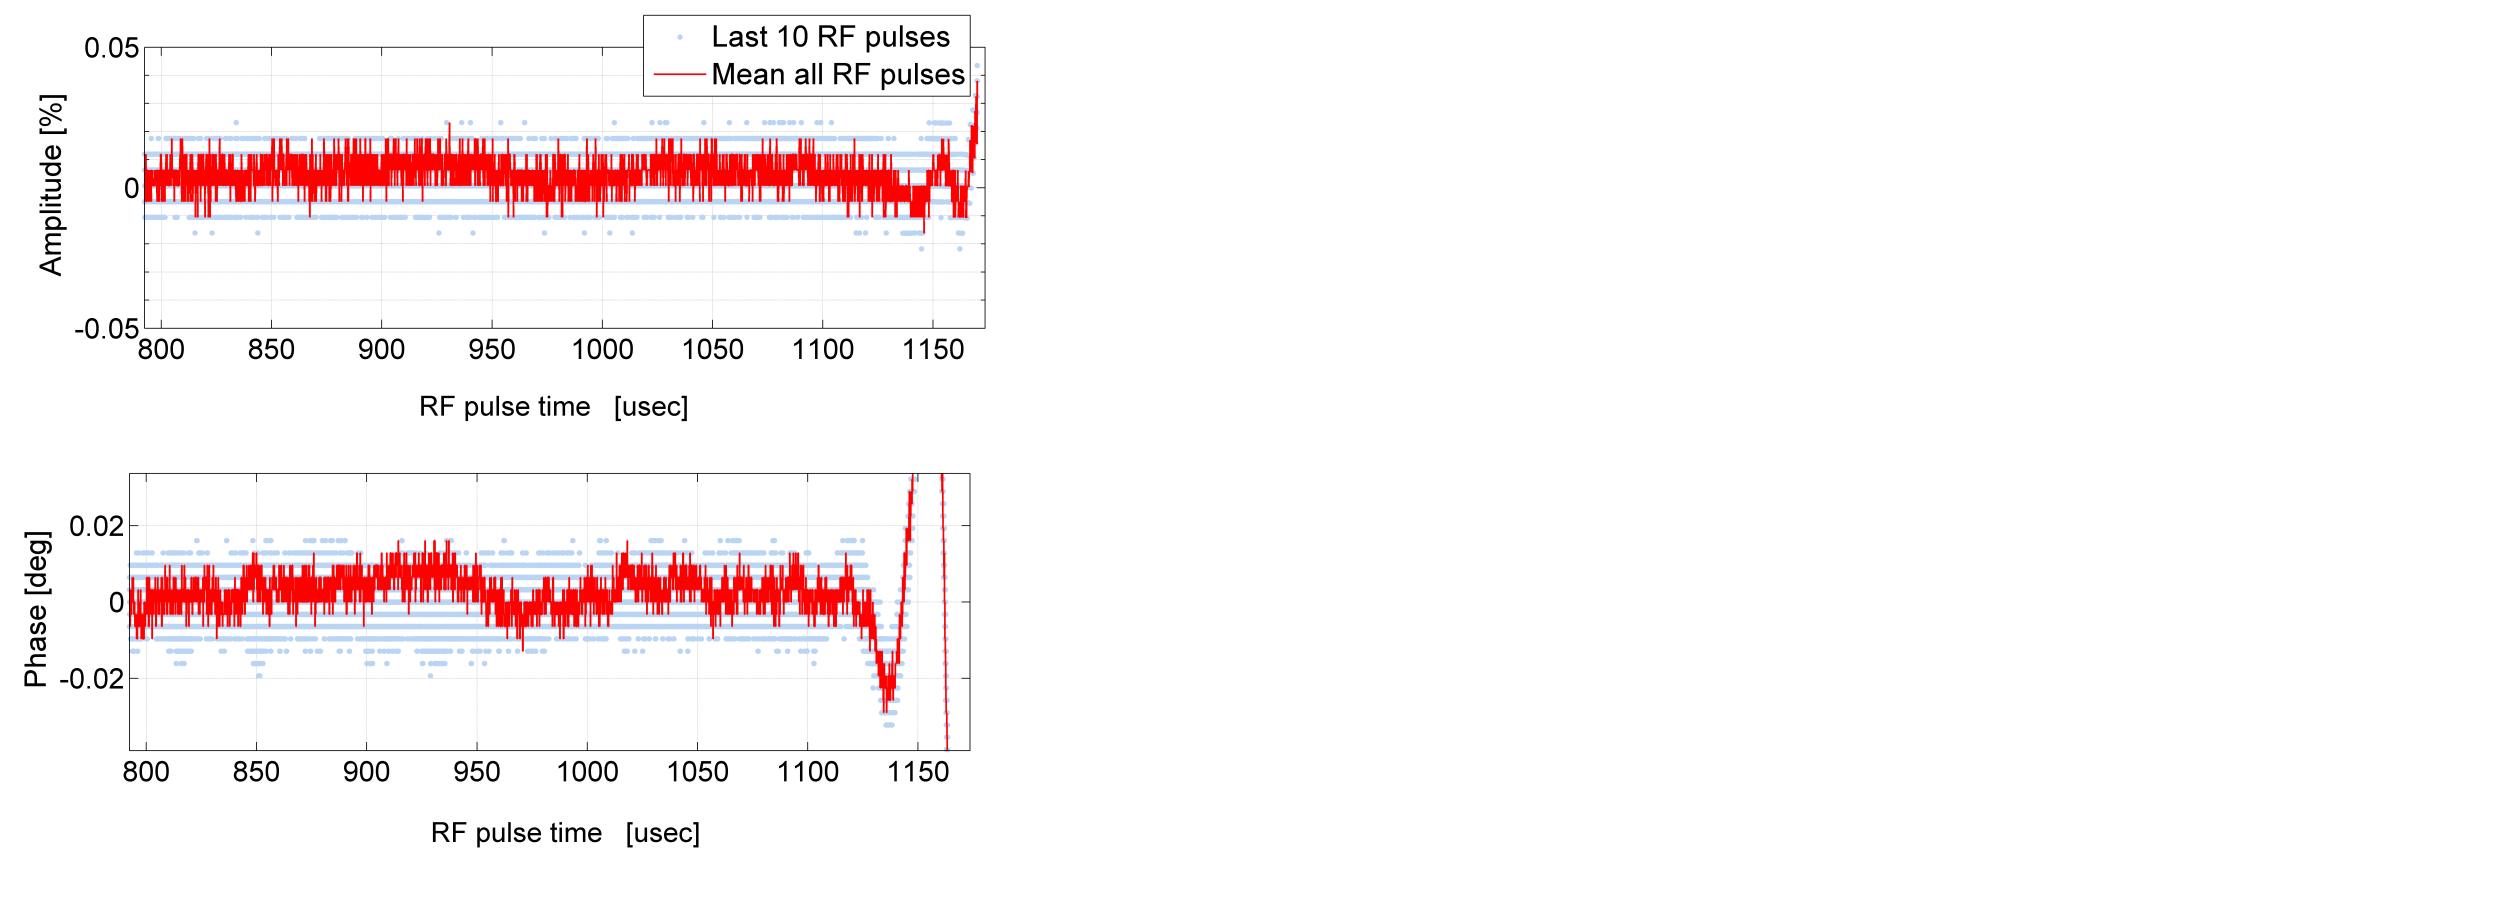 Last 10 RF pulses
Mean all RF pulses
0.05
0
-0.05
Amplitude [%]
800 850 900 950 1000 1050 1100 1150
RF pulse time [usec]
0.02
0
-0.02
Phase [deg]
800 850 900 950 1000 1050 1100 1150
RF pulse time [usec]